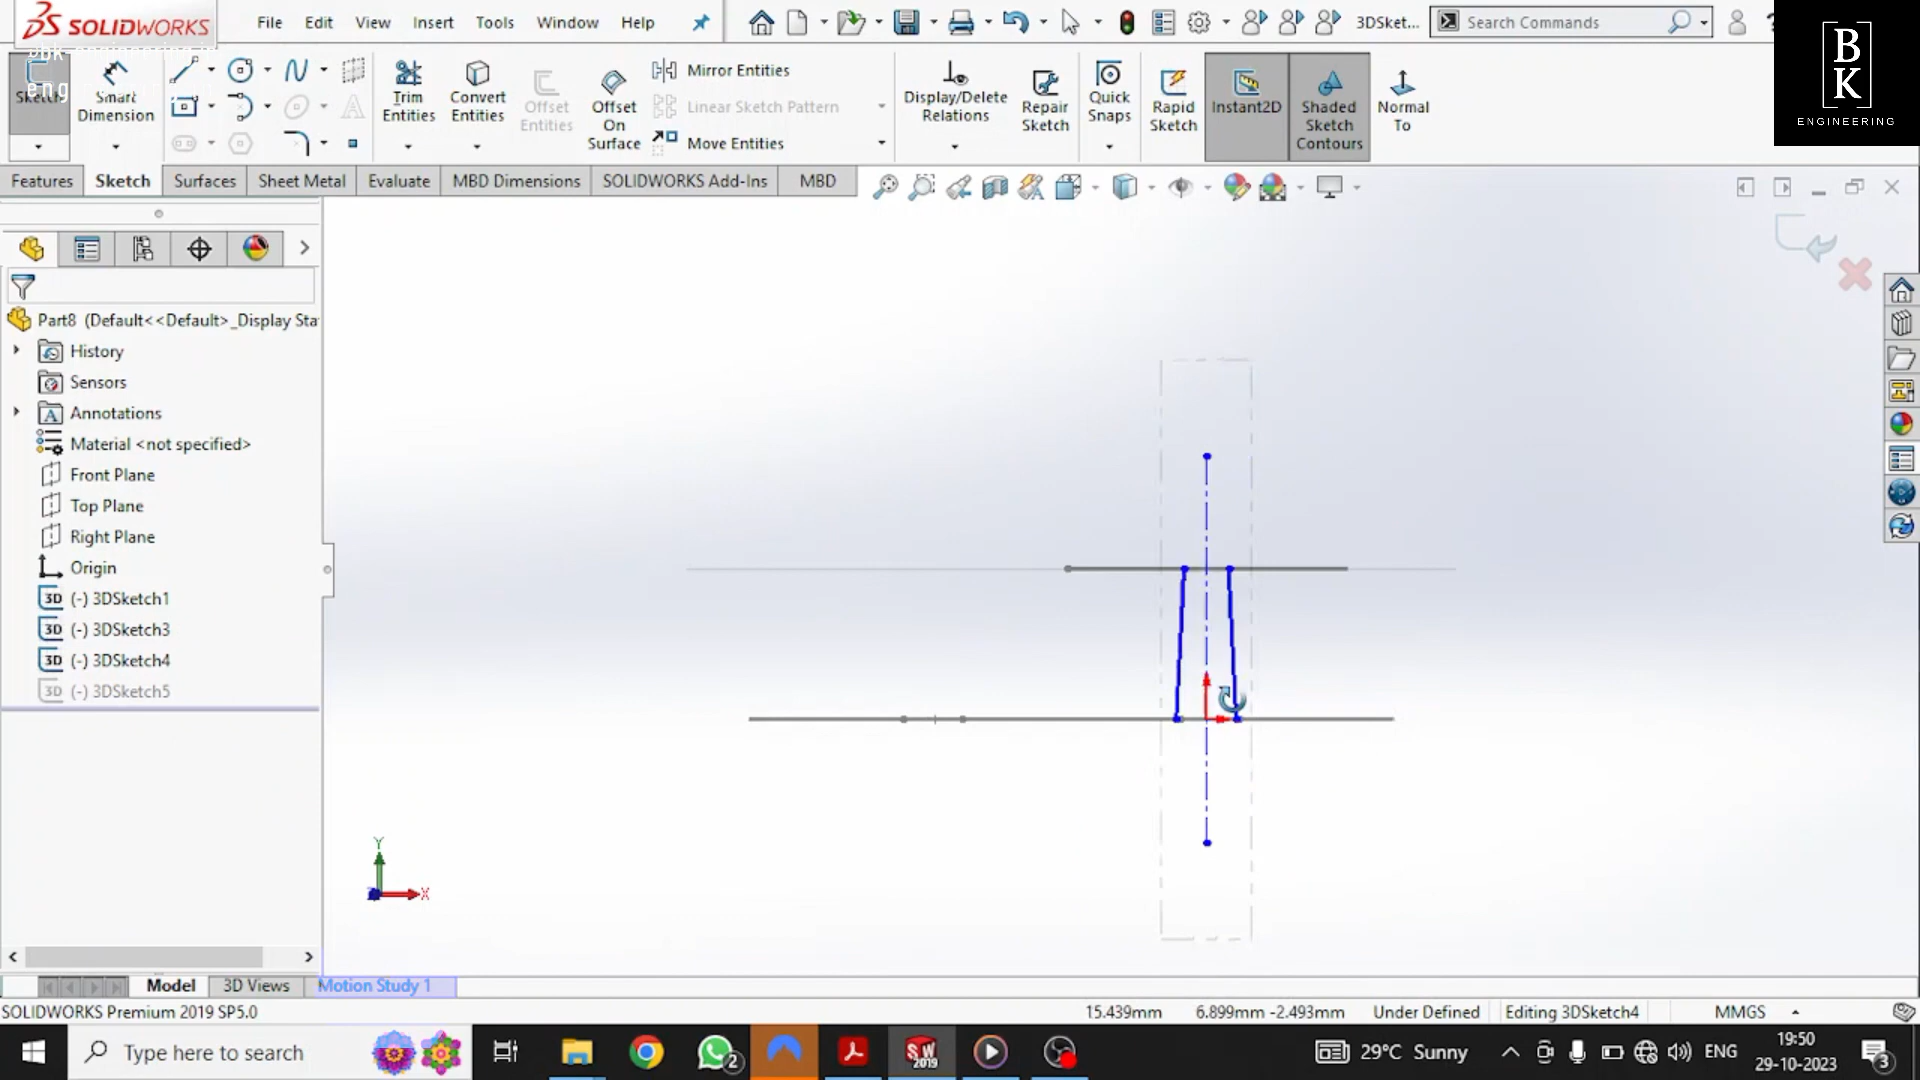 SOLIDWORKS
File Edit View Insert Tools Window Help
3DSket...
Search Commands
BK
ENGINEERING
Smart Dimension
Trim Entities
Convert Entities
Offset Entities
Offset On Surface
Mirror Entities
Linear Sketch Pattern
Move Entities
Display/Delete Relations
Repair Sketch
Quick Snaps
Rapid Sketch
Instant2D
Shaded Sketch Contours
Normal To
Features Sketch Surfaces Sheet Metal Evaluate MBD Dimensions SOLIDWORKS Add-Ins MBD
Part8 (Default<<Default>_Display Sta
History
Sensors
Annotations
Material <not specified>
Front Plane
Top Plane
Right Plane
Origin
3D (-) 3DSketch1
3D (-) 3DSketch3
3D (-) 3DSketch4
3D (-) 3DSketch5
Y
X
Model 3D Views Motion Study 1
SOLIDWORKS Premium 2019 SP5.0
15.439mm 6.899mm -2.493mm Under Defined Editing 3DSketch4 MMGS
Type here to search
2
SW 2019
29°C Sunny
ENG
19:50
29-10-2023
3